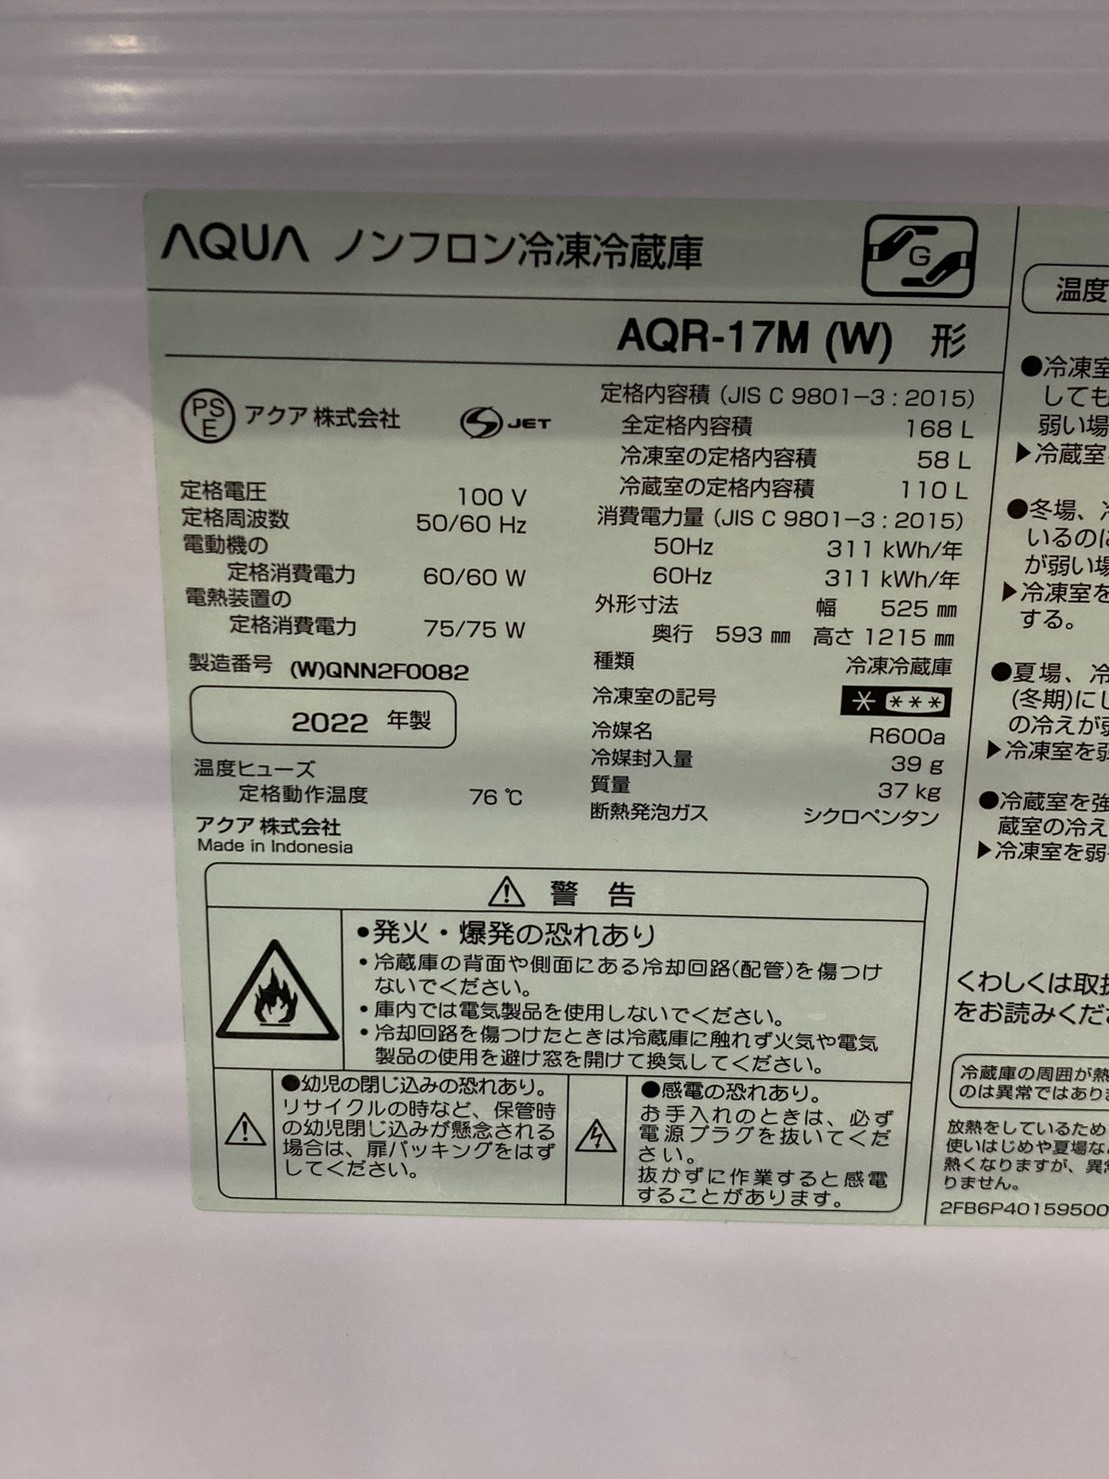 AQUA ノンフロン冷凍冷蔵庫
G
AQR-17M (W) 形
PS
E
アクア 株式会社
JET
定格電圧 100 V
定格周波数 50/60 Hz
電動機の
定格消費電力 60/60 W
電熱装置の
定格消費電力 75/75 W
製造番号 (W)QNN2F0082
2022 年製
温度ヒューズ
定格動作温度 76 ℃
アクア 株式会社
Made in Indonesia
定格内容積 (JIS C 9801-3 : 2015)
全定格内容積 168 L
冷凍室の定格内容積 58 L
冷蔵室の定格内容積 110 L
消費電力量 (JIS C 9801-3 : 2015)
50Hz 311 kWh/年
60Hz 311 kWh/年
外形寸法 幅 525 ㎜
奥行 593 ㎜ 高さ 1215 ㎜
種類 冷凍冷蔵庫
冷凍室の記号 * ***
冷媒名 R600a
冷媒封入量 39 g
質量 37 kg
断熱発泡ガス シクロペンタン
⚠ 警告
●発火・爆発の恐れあり
・冷蔵庫の背面や側面にある冷却回路(配管)を傷つけ
ないでください。
・庫内では電気製品を使用しないでください。
・冷却回路を傷つけたときは冷蔵庫に触れず火気や電気
製品の使用を避け窓を開けて換気してください。
●幼児の閉じ込みの恐れあり。
リサイクルの時など、保管時
の幼児閉じ込みが懸念される
場合は、扉パッキングをはず
してください。
●感電の恐れあり。
お手入れのときは、必ず
電源プラグを抜いてくだ
さい。
抜かずに作業すると感電
することがあります。
温度
●冷凍室
しても
弱い場
▶冷蔵室
●冬場、
いるのに
が弱い場
▶冷凍室を
する。
●夏場、冷
(冬期)にし
の冷えが弱
▶冷凍室を弱
●冷蔵室を強
蔵室の冷え
▶冷凍室を弱
くわしくは取扱
をお読みくだ
冷蔵庫の周囲が熱
のは異常ではあり
放熱をしているため
使いはじめや夏場な
熱くなりますが、異常
りません。
2FB6P401595００